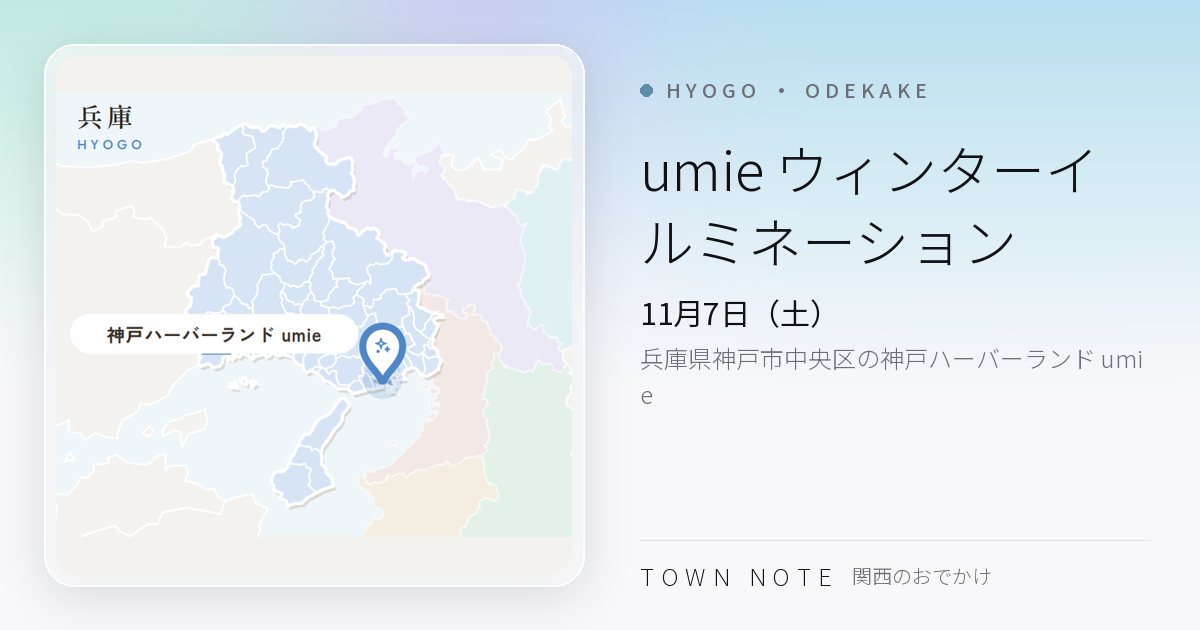 兵庫
HYOGO
神戸ハーバーランド umie
HYOGO • ODEKAKE
umie ウィンターイ
ルミネーション
11月7日（土）
兵庫県神戸市中央区の神戸ハーバーランド umi
e
TOWN NOTE 関西のおでかけ